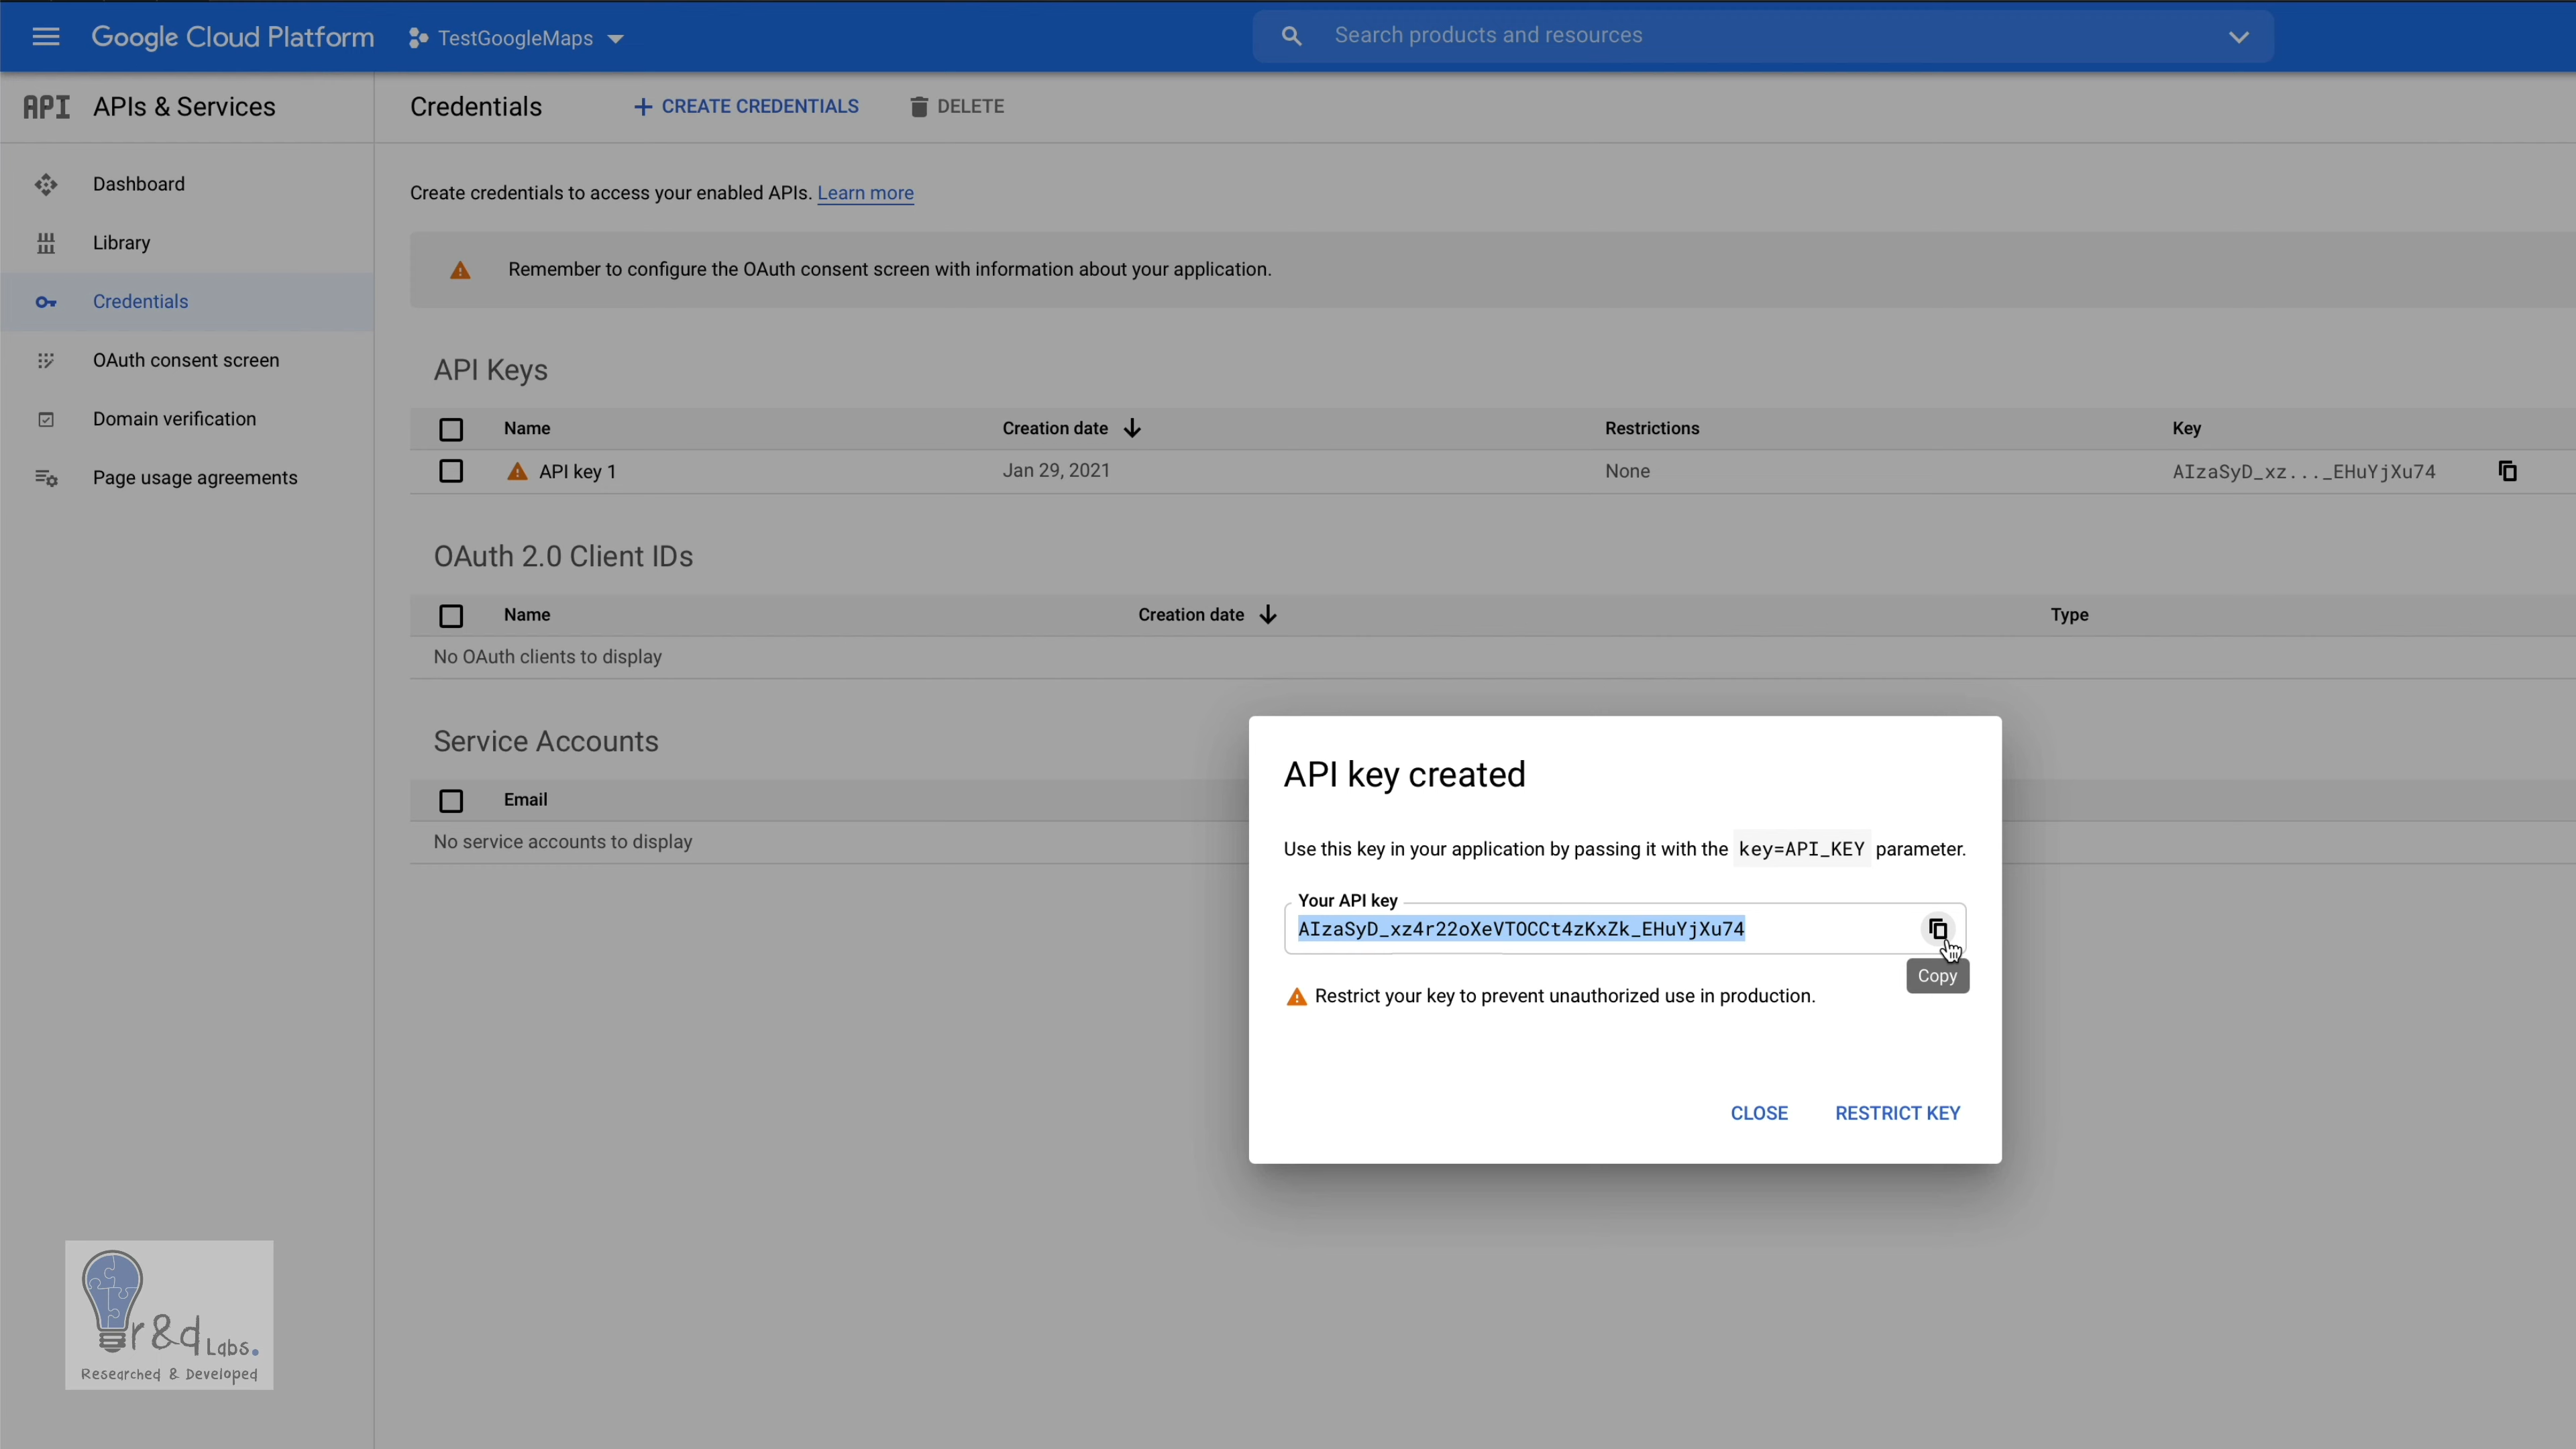 Google Cloud Platform TestGoogleMaps Search products and resources
API APIs & Services
Credentials CREATE CREDENTIALS DELETE
Dashboard
Library
Credentials
OAuth consent screen
Domain verification
Page usage agreements
Create credentials to access your enabled APIs. Learn more
Remember to configure the OAuth consent screen with information about your application.
API Keys
Name Creation date Restrictions Key
API key 1 Jan 29, 2021 None AIzaSyD_xz..._EHuYjXu74
OAuth 2.0 Client IDs
Name Creation date Type
No OAuth clients to display
Service Accounts
Email
No service accounts to display
API key created
Use this key in your application by passing it with the key=API_KEY parameter.
Your API key
AIzaSyD_xz4r22oXeVTOCCt4zKxZk_EHuYjXu74
Copy
Restrict your key to prevent unauthorized use in production.
CLOSE RESTRICT KEY
r&d Labs.
Researched & Developed